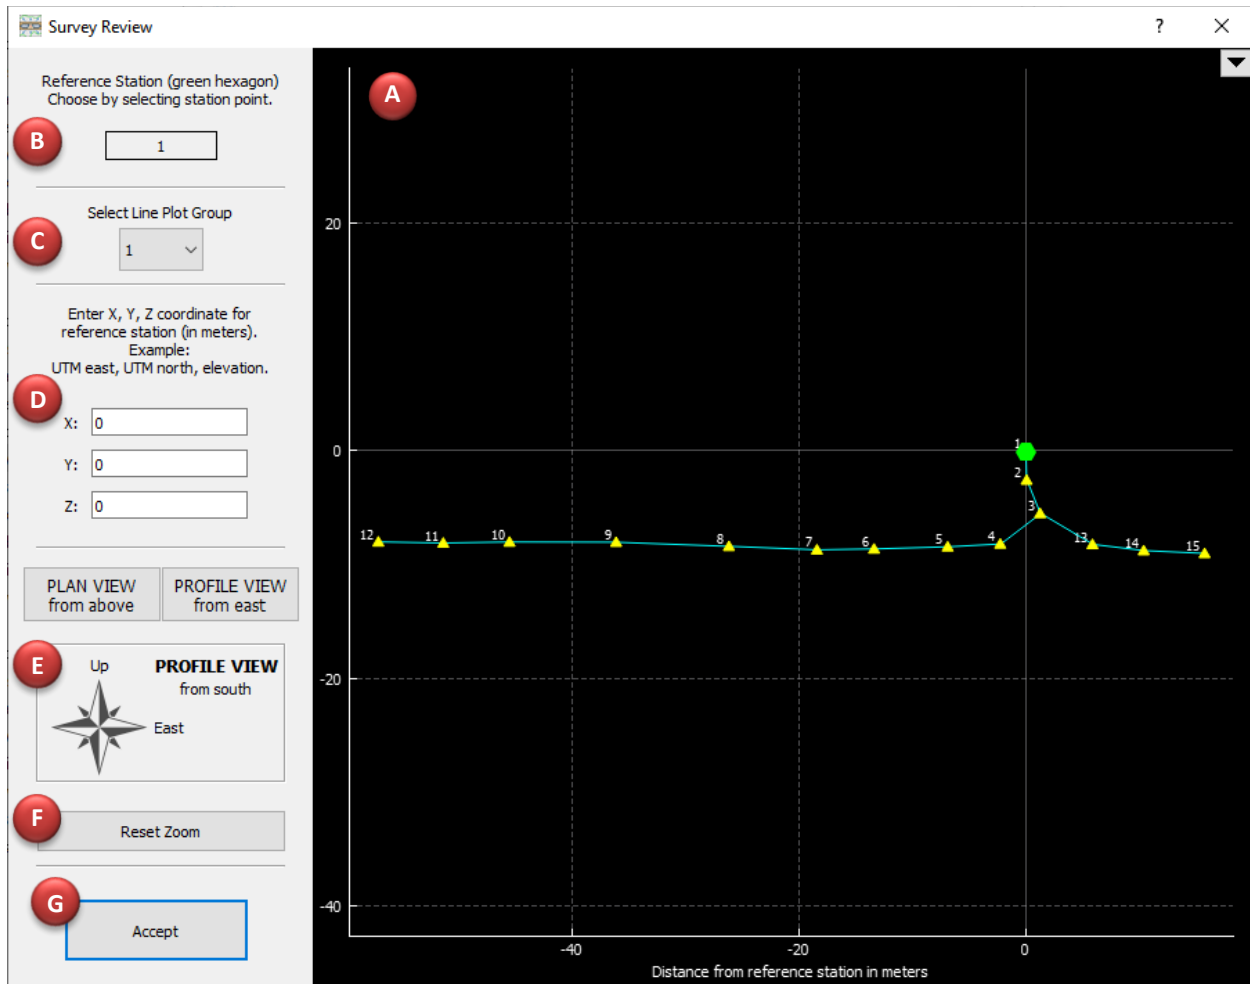 Survey Review
?
Reference Station (green hexagon)
Choose by selecting station point.
B
1
Select Line Plot Group
C
1
Enter X, Y, Z coordinate for
reference station (in meters).
Example:
UTM east, UTM north, elevation.
D
X: 0
Y: 0
Z: 0
PLAN VIEW
from above
PROFILE VIEW
from east
E
Up
PROFILE VIEW
from south
East
F
Reset Zoom
G
Accept
A
20
0
-20
-40
1
2
3
12 11 10 9 8 7 6 5 4 13 14 15
-40 -20 0
Distance from reference station in meters